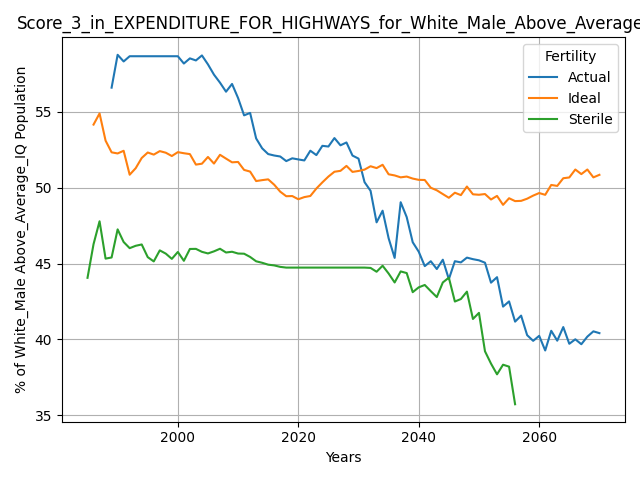 Score_3_in_EXPENDITURE_FOR_HIGHWAYS_for_White_Male_Above_Average
Fertility
Actual
Ideal
Sterile
% of White_Male Above_Average_IQ Population
55
50
45
40
35
2000
2020
2040
2060
Years